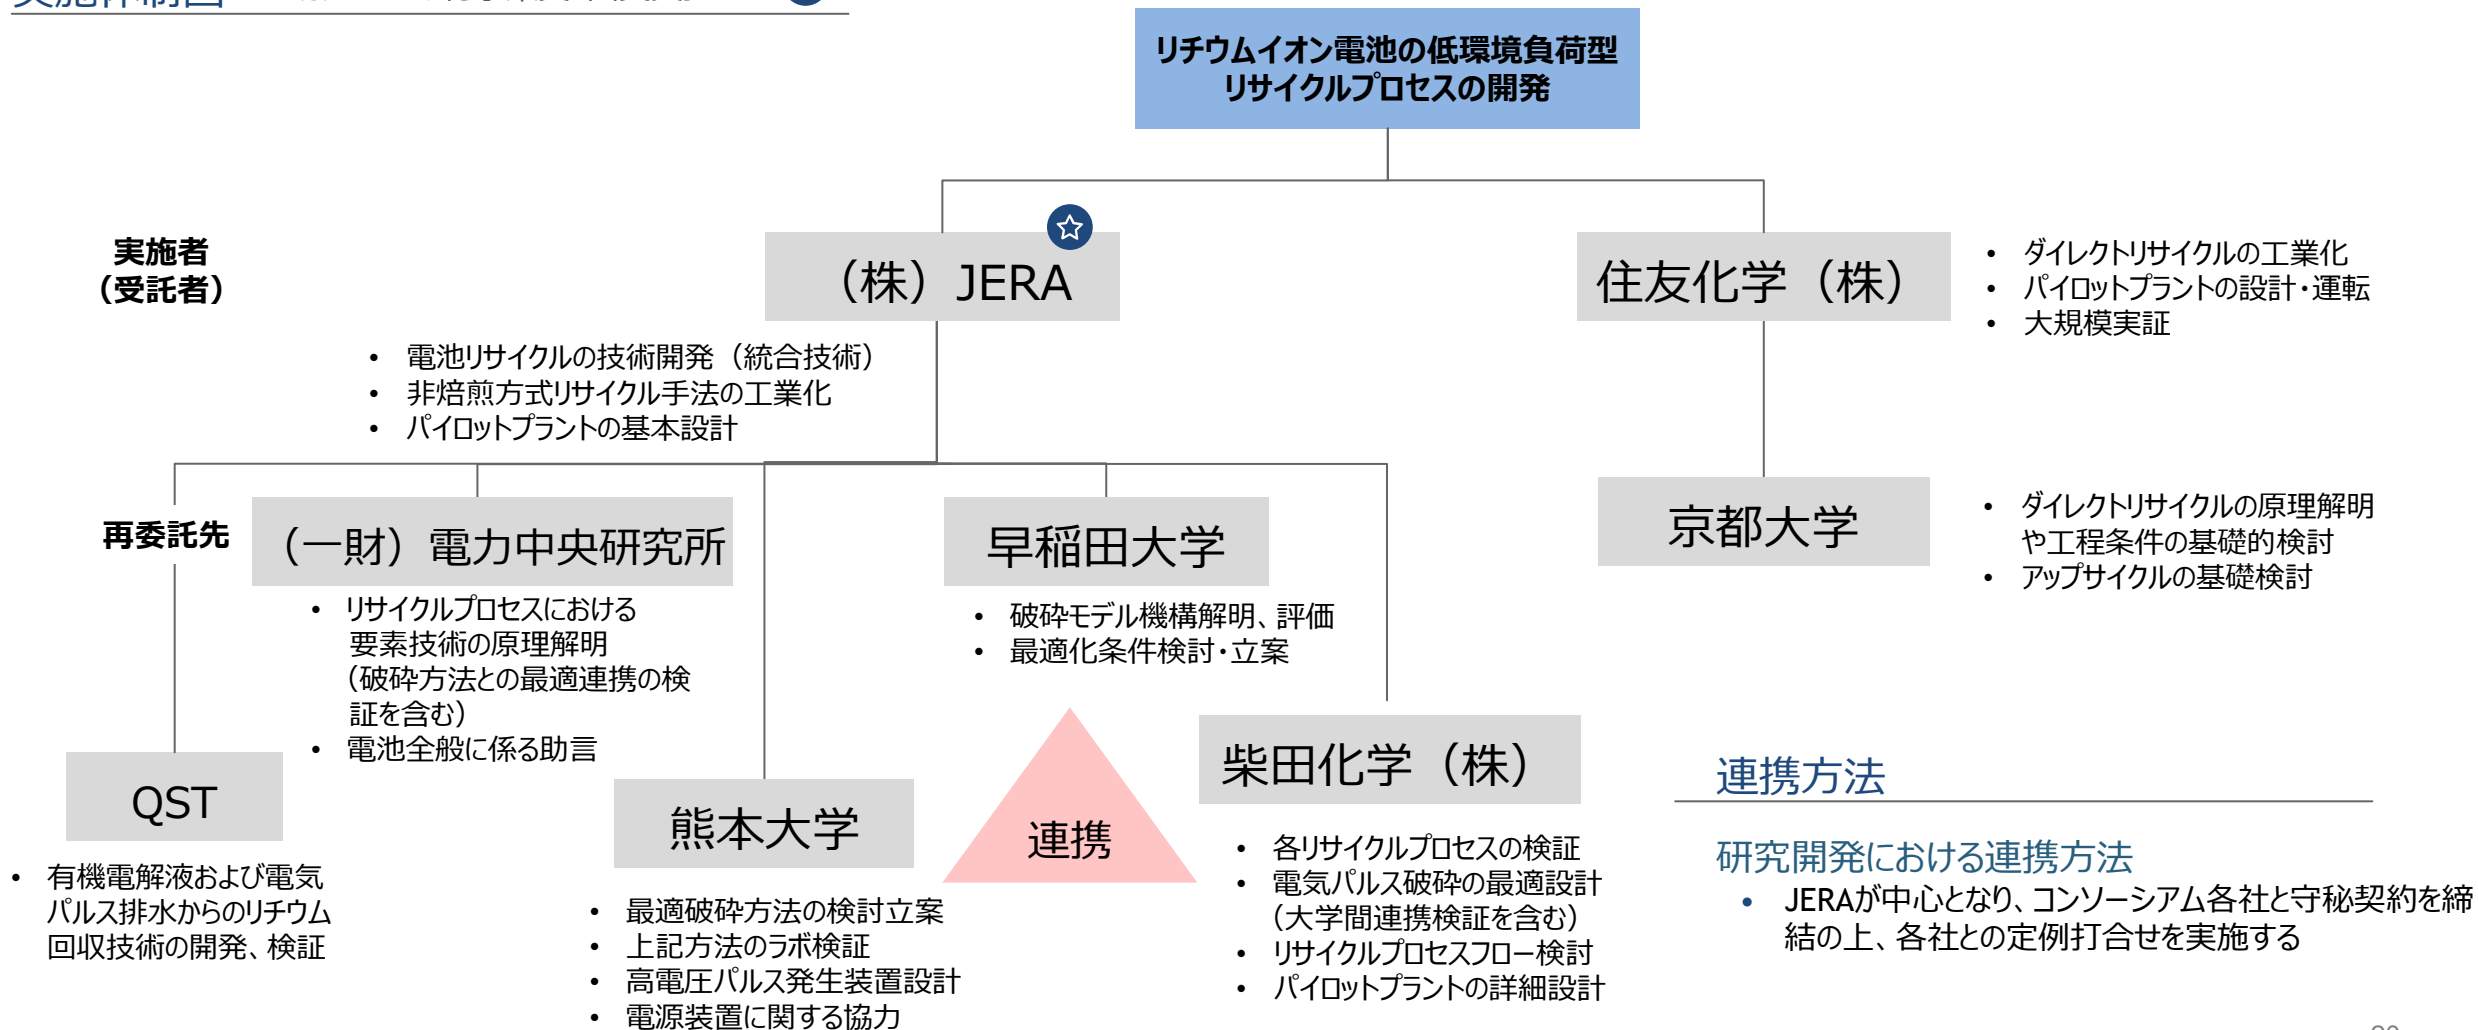 リチウムイオン電池の低環境負荷型
リサイクルプロセスの開発
実施者
（受託者）
（株）JERA
住友化学（株）
• ダイレクトリサイクルの工業化
• パイロットプラントの設計・運転
• 大規模実証
• 電池リサイクルの技術開発（統合技術）
• 非焙煎方式リサイクル手法の工業化
• パイロットプラントの基本設計
再委託先
（一財）電力中央研究所
早稲田大学
京都大学
• ダイレクトリサイクルの原理解明
や工程条件の基礎的検討
• アップサイクルの基礎検討
• リサイクルプロセスにおける
要素技術の原理解明
（破砕方法との最適連携の検
証を含む）
• 電池全般に係る助言
• 破砕モデル機構解明、評価
• 最適化条件検討・立案
QST
• 有機電解液および電気
パルス排水からのリチウム
回収技術の開発、検証
熊本大学
• 最適破砕方法の検討立案
• 上記方法のラボ検証
• 高電圧パルス発生装置設計
• 電源装置に関する協力
連携
柴田化学（株）
• 各リサイクルプロセスの検証
• 電気パルス破砕の最適設計
（大学間連携検証を含む）
• リサイクルプロセスフロー検討
• パイロットプラントの詳細設計
連携方法
研究開発における連携方法
• JERAが中心となり、コンソーシアム各社と守秘契約を締
結の上、各社との定例打合せを実施する